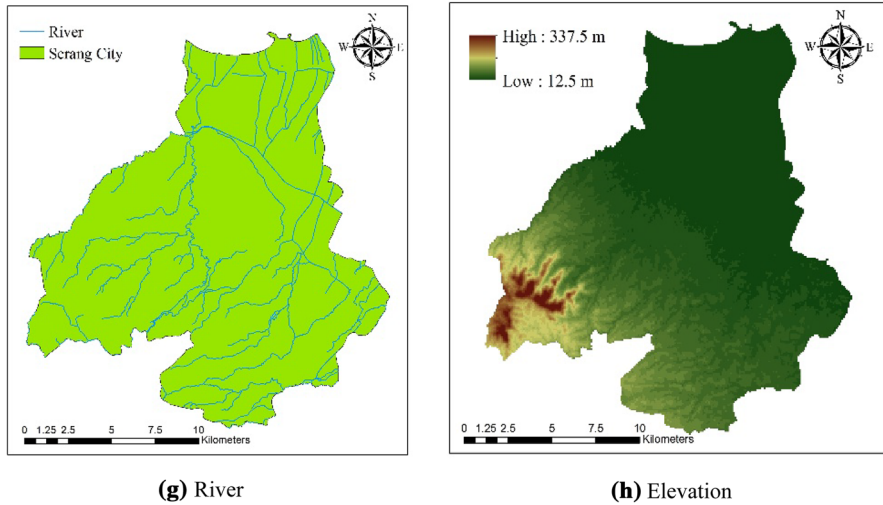 River
Serang City
N
W
E
S
0 1.25 2.5 5 7.5 10
Kilometers
(g) River
High : 337.5 m
Low : 12.5 m
N
W
E
S
0 1.25 2.5 5 7.5 10
Kilometers
(h) Elevation